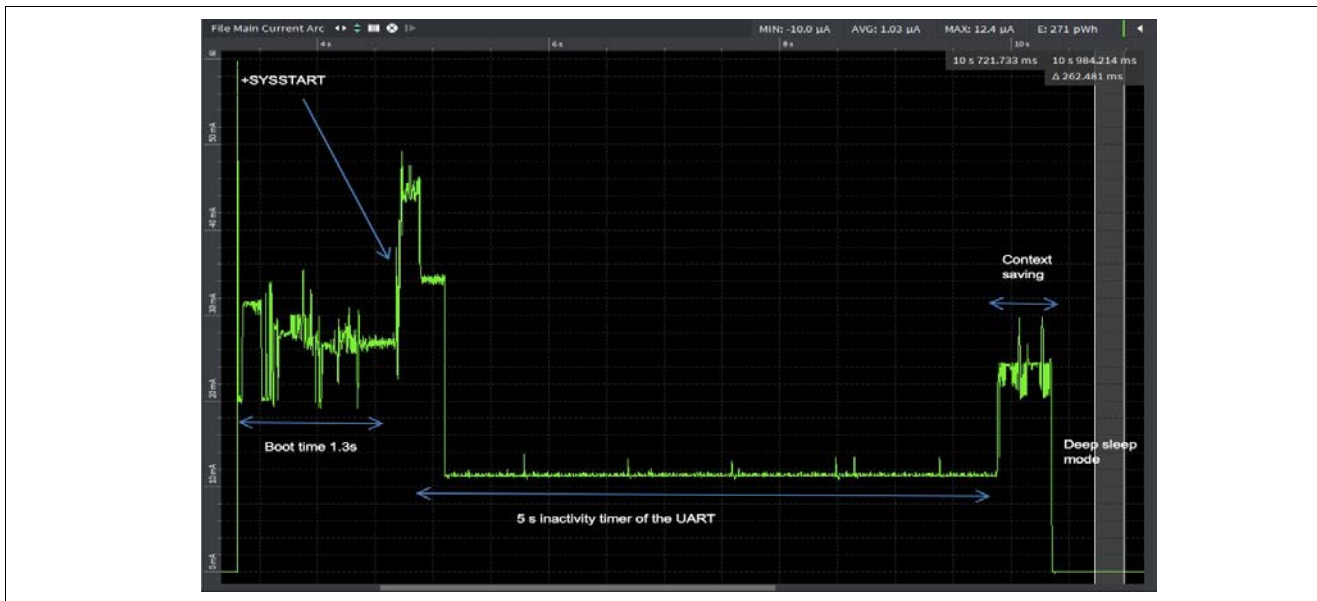 File Main Current Arc MIN: -10.0 µA AVG: 1.03 µA MAX: 12.4 µA E: 271 pWh
4 s 6 s 8 s 10 s
10 s 721.733 ms 10 s 984.214 ms
Δ 262.481 ms
+SYSSTART
50 mA
40 mA
Context
saving
30 mA
20 mA
Boot time 1.3s
Deep sleep
mode
10 mA
5 s inactivity timer of the UART
0 mA